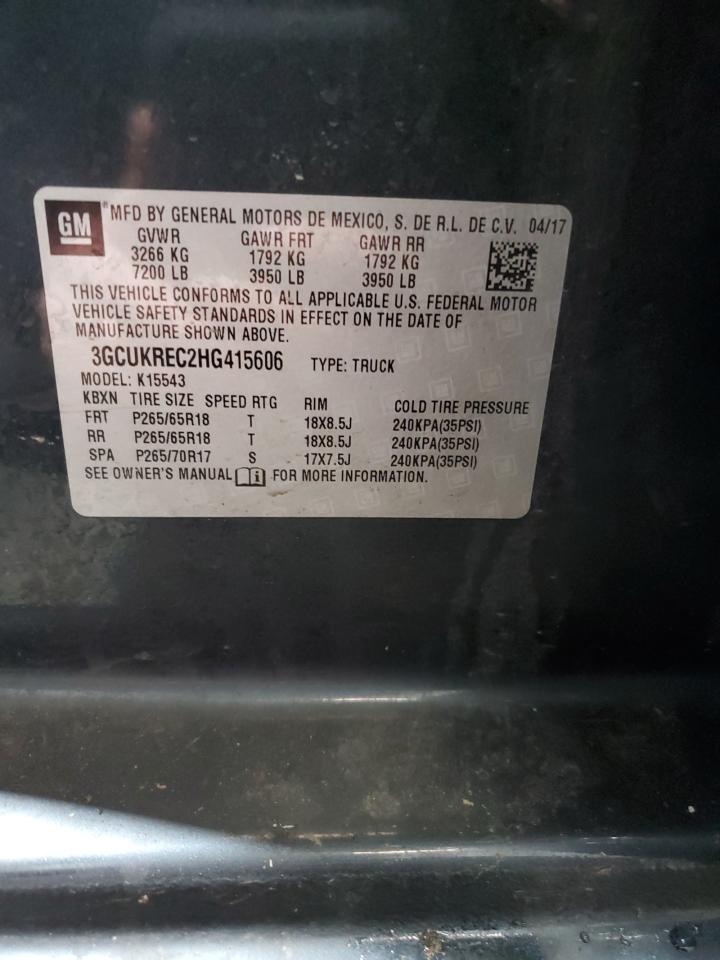 GM ® MFD BY GENERAL MOTORS DE MEXICO, S. DE R.L. DE C.V. 04/17
GVWR GAWR FRT GAWR RR
3266 KG 1792 KG 1792 KG
7200 LB 3950 LB 3950 LB
THIS VEHICLE CONFORMS TO ALL APPLICABLE U.S. FEDERAL MOTOR
VEHICLE SAFETY STANDARDS IN EFFECT ON THE DATE OF
MANUFACTURE SHOWN ABOVE.
3GCUKREC2HG415606 TYPE: TRUCK
MODEL: K15543
KBXN TIRE SIZE SPEED RTG RIM COLD TIRE PRESSURE
FRT P265/65R18 T 18X8.5J 240KPA(35PSI)
RR P265/65R18 T 18X8.5J 240KPA(35PSI)
SPA P265/70R17 S 17X7.5J 240KPA(35PSI)
SEE OWNER'S MANUAL i FOR MORE INFORMATION.